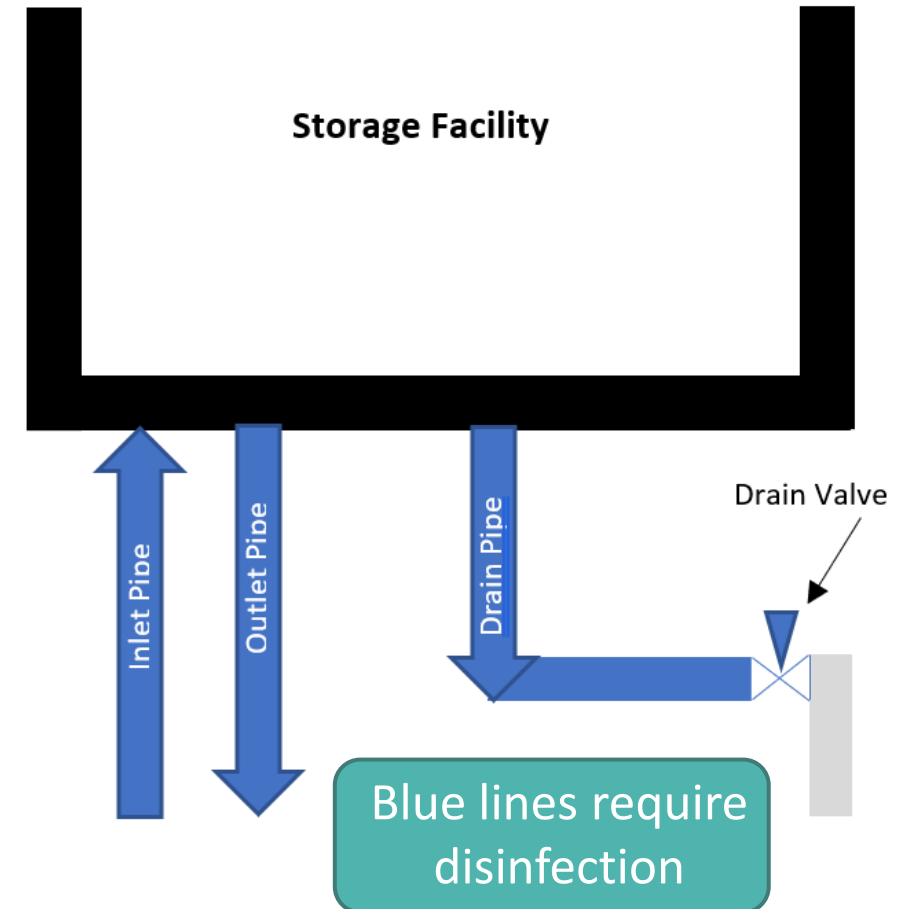 Storage Facility
Drain Valve
Inlet Pipe
Outlet Pipe
Drain Pipe
Blue lines require
disinfection